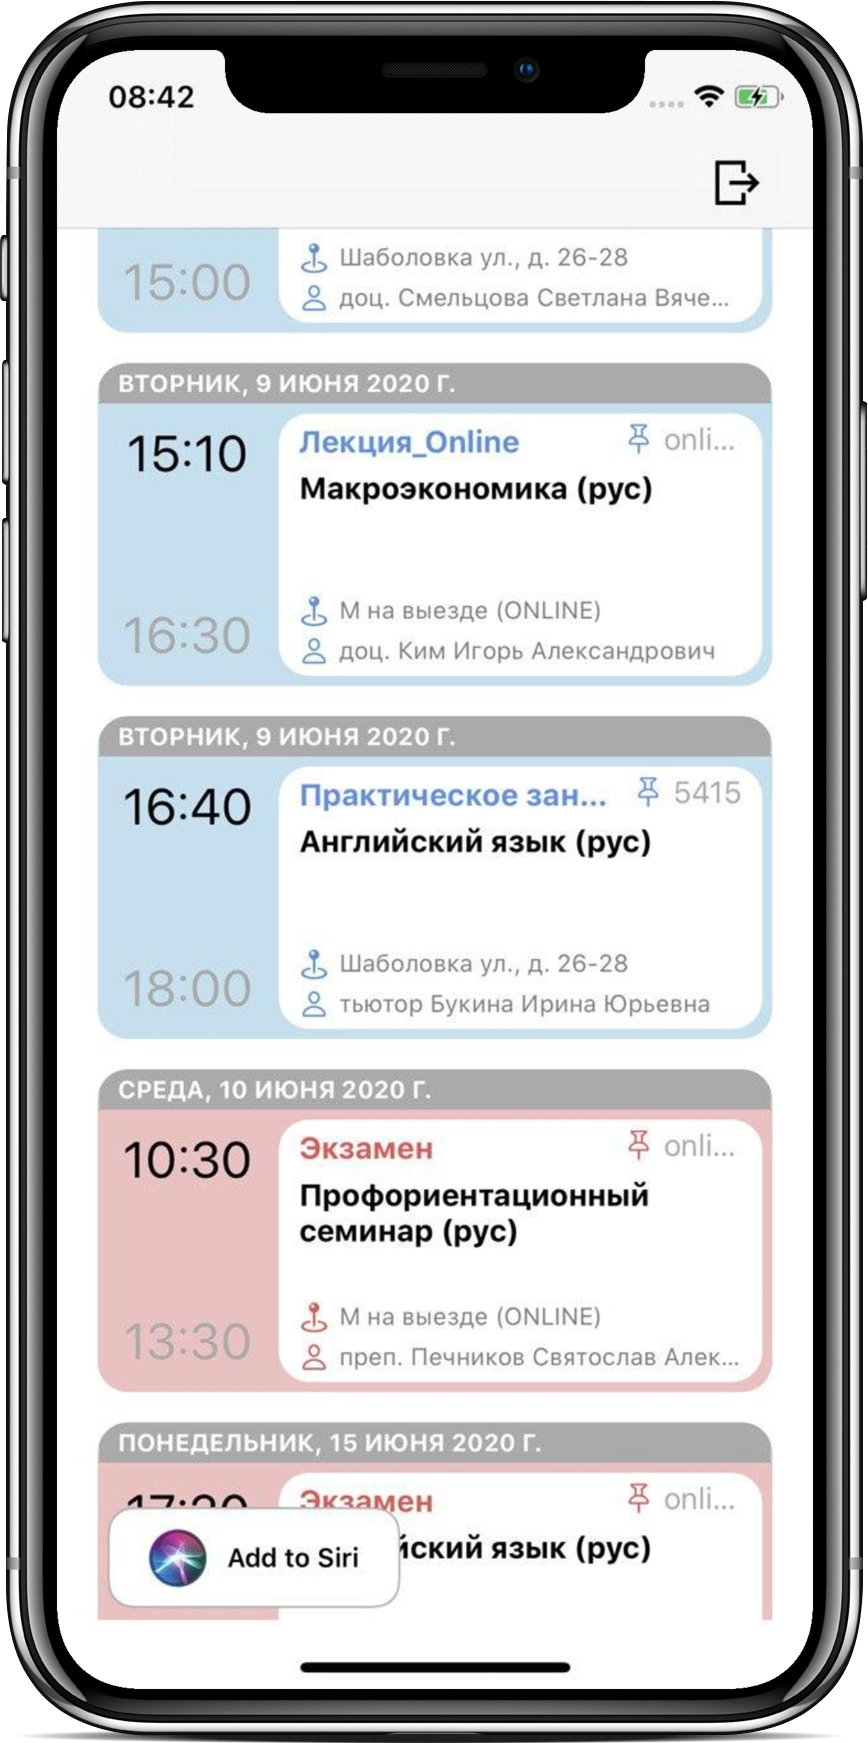 08:42
15:00
Шаболовка ул., д. 26-28
доц. Смельцова Светлана Вяче...
ВТОРНИК, 9 ИЮНЯ 2020 Г.
15:10
Лекция_Online
onli...
Макроэкономика (рус)
16:30
М на выезде (ONLINE)
доц. Ким Игорь Александрович
ВТОРНИК, 9 ИЮНЯ 2020 Г.
16:40
Практическое зан...
5415
Английский язык (рус)
18:00
Шаболовка ул., д. 26-28
тьютор Букина Ирина Юрьевна
СРЕДА, 10 ИЮНЯ 2020 Г.
10:30
Экзамен
onli...
Профориентационный
семинар (рус)
13:30
М на выезде (ONLINE)
преп. Печников Святослав Алек...
ПОНЕДЕЛЬНИК, 15 ИЮНЯ 2020 Г.
Экзамен
onli...
йский язык (рус)
Add to Siri